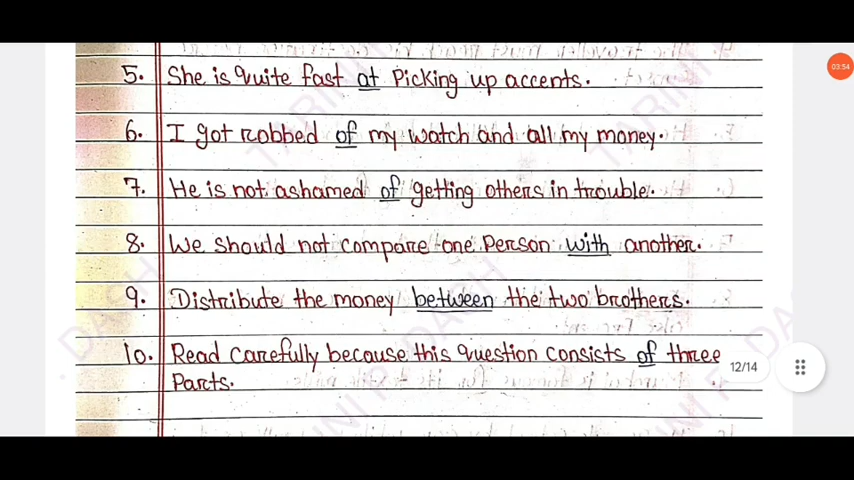 5. She is quite fast at picking up accents.
6. I got robbed of my watch and all my money.
7. He is not ashamed of getting others in trouble.
8. We should not compare one person with another.
9. Distribute the money between the two brothers.
10. Read carefully because this question consists of three
Parts.
03:54
12/14